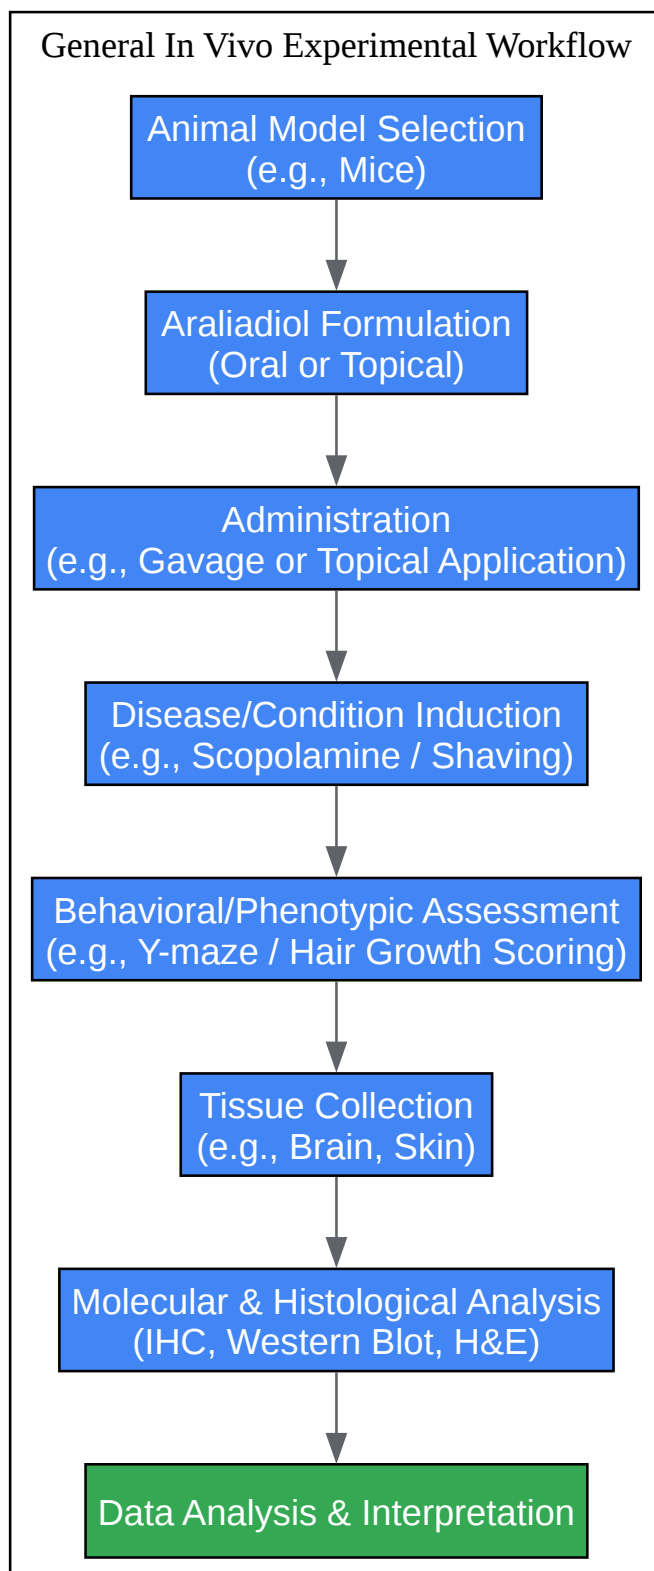 General In Vivo Experimental Workflow
Animal Model Selection
(e.g., Mice)
Araliadiol Formulation
(Oral or Topical)
Administration
(e.g., Gavage or Topical Application)
Disease/Condition Induction
(e.g., Scopolamine / Shaving)
Behavioral/Phenotypic Assessment
(e.g., Y-maze / Hair Growth Scoring)
Tissue Collection
(e.g., Brain, Skin)
Molecular & Histological Analysis
(IHC, Western Blot, H&E)
Data Analysis & Interpretation